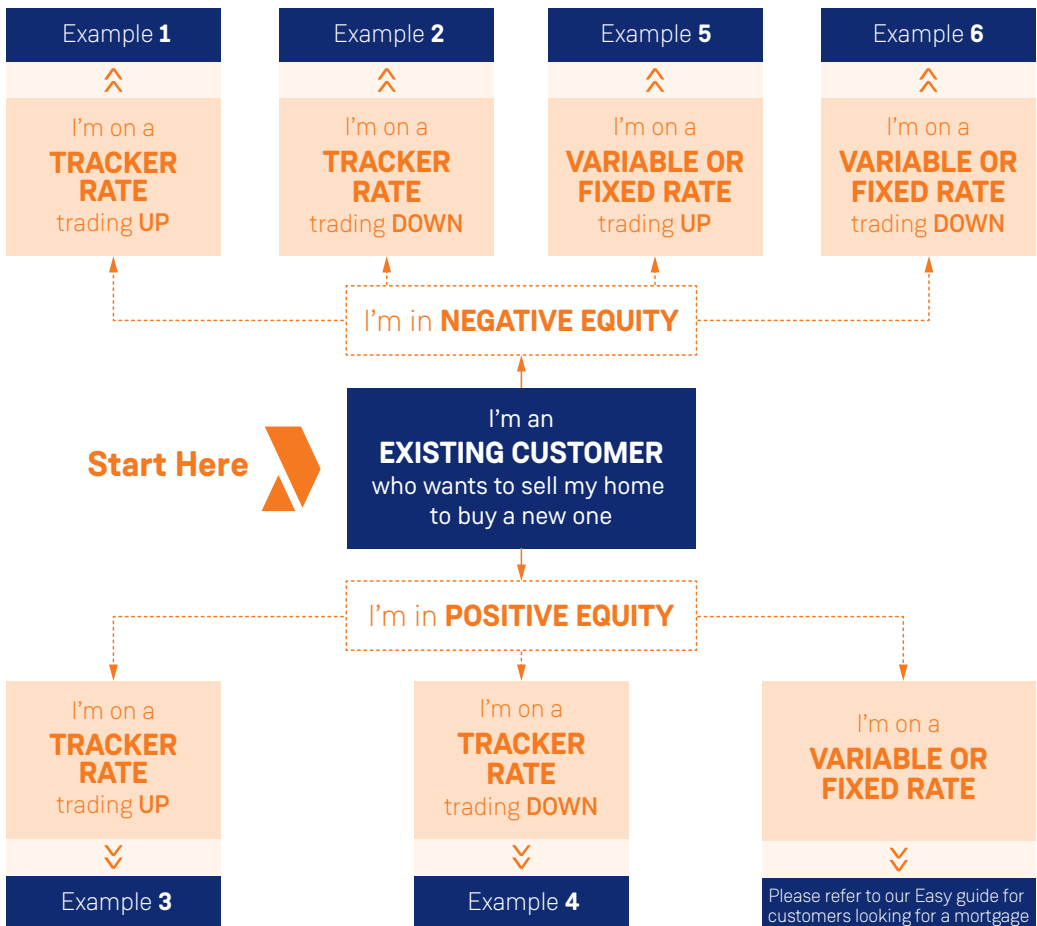 Example 1
Example 2
Example 5
Example 6
I'm on a
TRACKER
RATE
trading UP
I'm on a
TRACKER
RATE
trading DOWN
I'm on a
VARIABLE OR
FIXED RATE
trading UP
I'm on a
VARIABLE OR
FIXED RATE
trading DOWN
I'm in NEGATIVE EQUITY
Start Here
I'm an
EXISTING CUSTOMER
who wants to sell my home
to buy a new one
I'm in POSITIVE EQUITY
I'm on a
TRACKER
RATE
trading UP
I'm on a
TRACKER
RATE
trading DOWN
I'm on a
VARIABLE OR
FIXED RATE
Example 3
Example 4
Please refer to our Easy guide for
customers looking for a mortgage